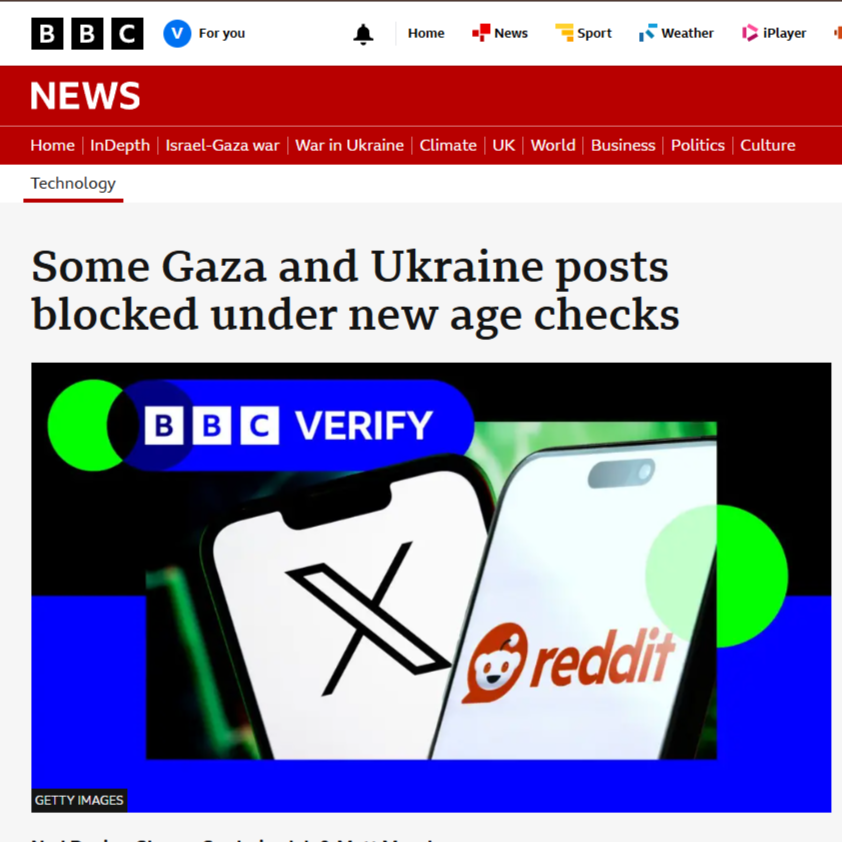 BBC V For you Home News Sport Weather iPlayer
NEWS
Home InDepth Israel-Gaza war War in Ukraine Climate UK World Business Politics Culture
Technology
Some Gaza and Ukraine posts
blocked under new age checks
BBC VERIFY
X
reddit
GETTY IMAGES